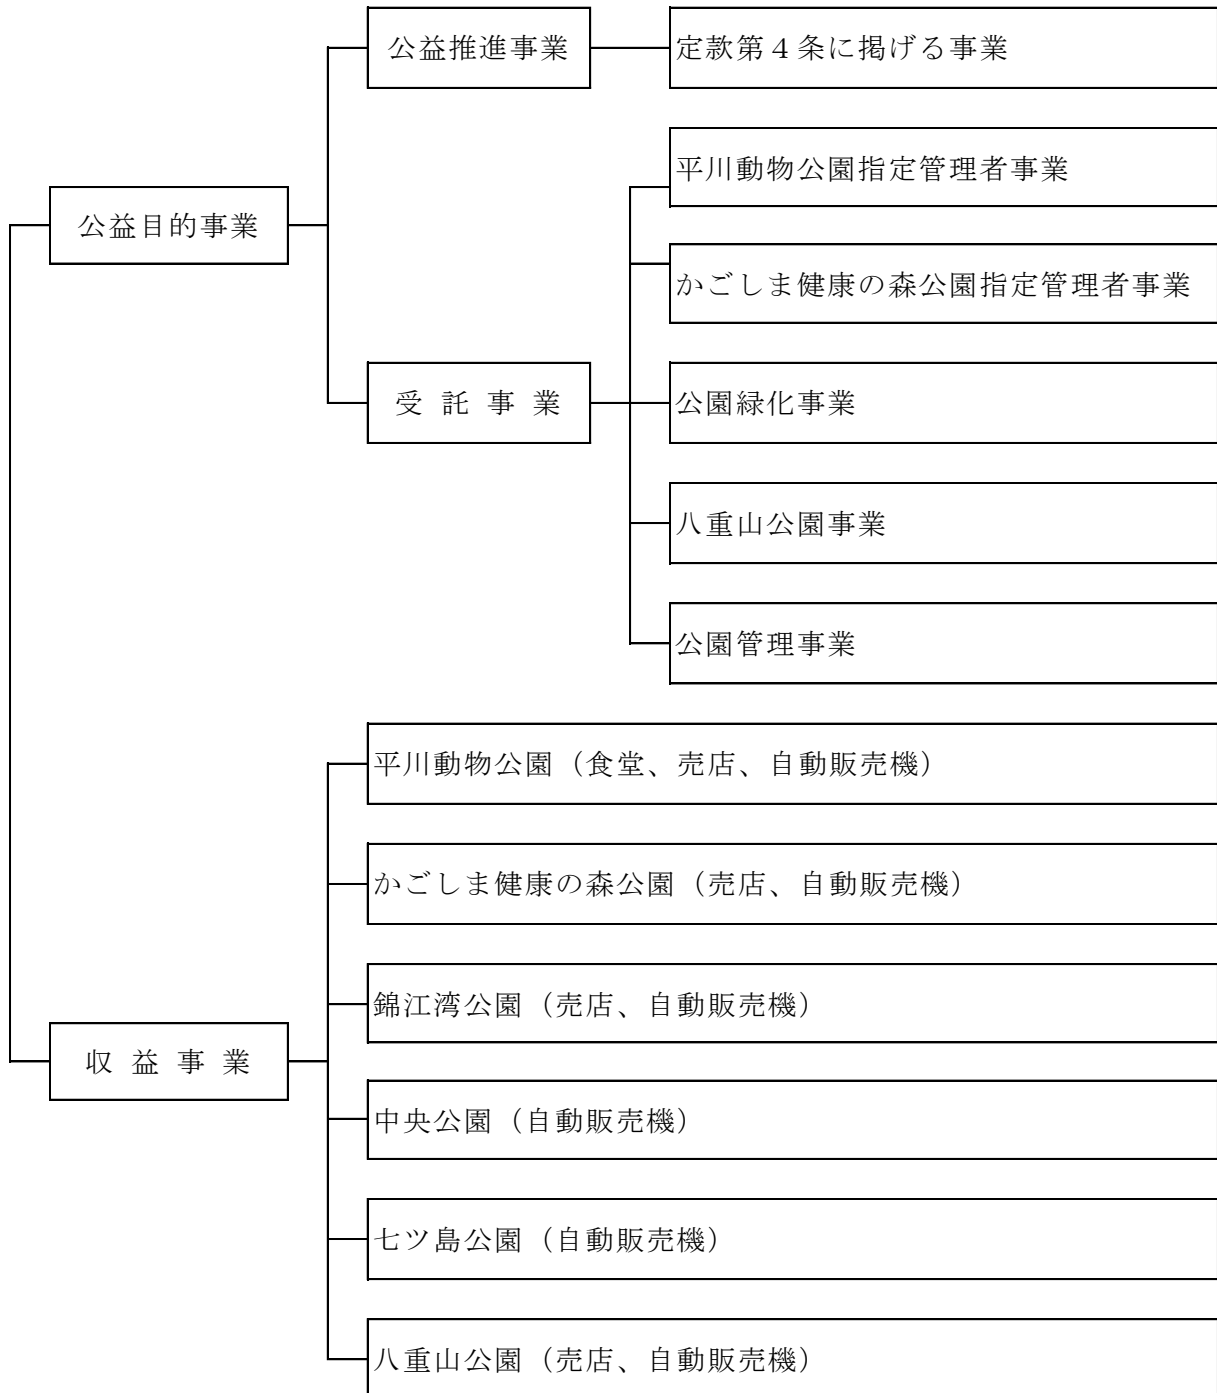 公益推進事業
定款第４条に掲げる事業
平川動物公園指定管理者事業
公益目的事業
かごしま健康の森公園指定管理者事業
受託事業
公園緑化事業
八重山公園事業
公園管理事業
平川動物公園（食堂、売店、自動販売機）
かごしま健康の森公園（売店、自動販売機）
錦江湾公園（売店、自動販売機）
収益事業
中央公園（自動販売機）
七ツ島公園（自動販売機）
八重山公園（売店、自動販売機）